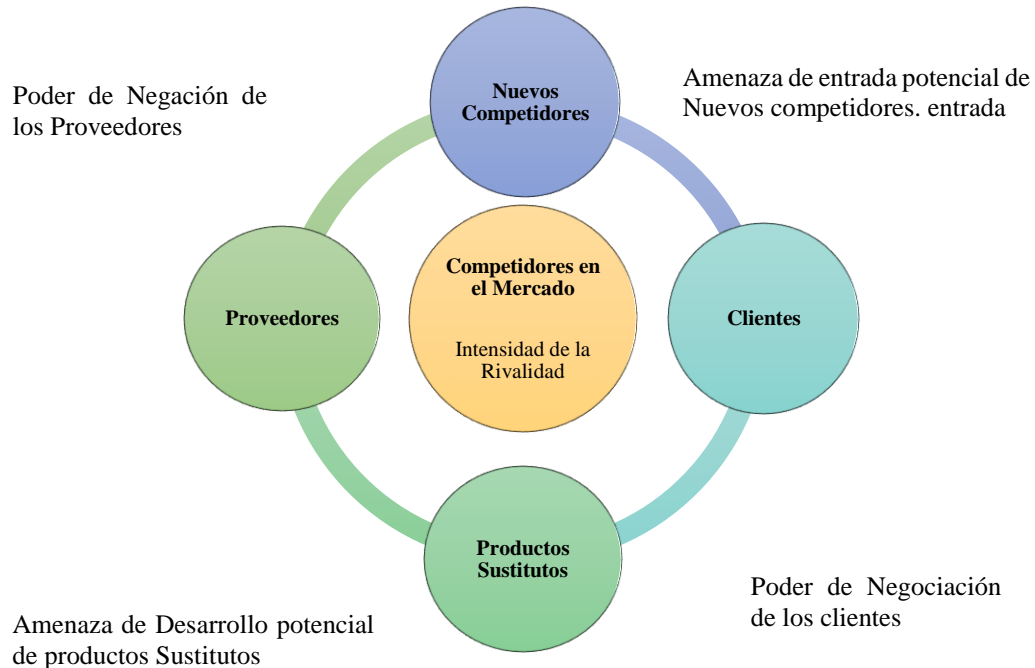 Poder de Negación de
los Proveedores
Nuevos
Competidores
Amenaza de entrada potencial de
Nuevos competidores. entrada
Proveedores
Competidores en
el Mercado
Intensidad de la
Rivalidad
Clientes
Productos
Sustitutos
Amenaza de Desarrollo potencial
de productos Sustitutos
Poder de Negociación
de los clientes